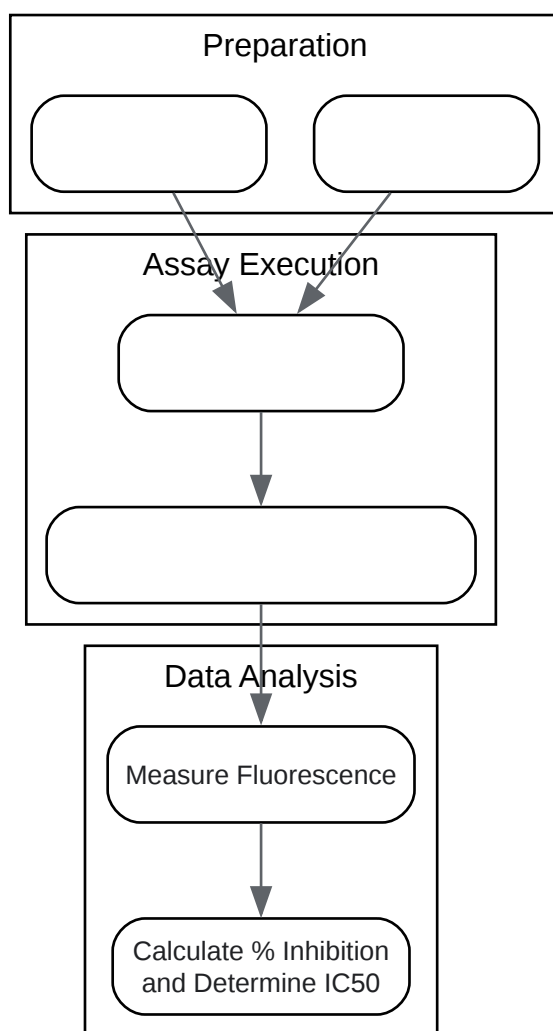 Preparation
Assay Execution
Data Analysis
Measure Fluorescence
Calculate % Inhibition
and Determine IC50